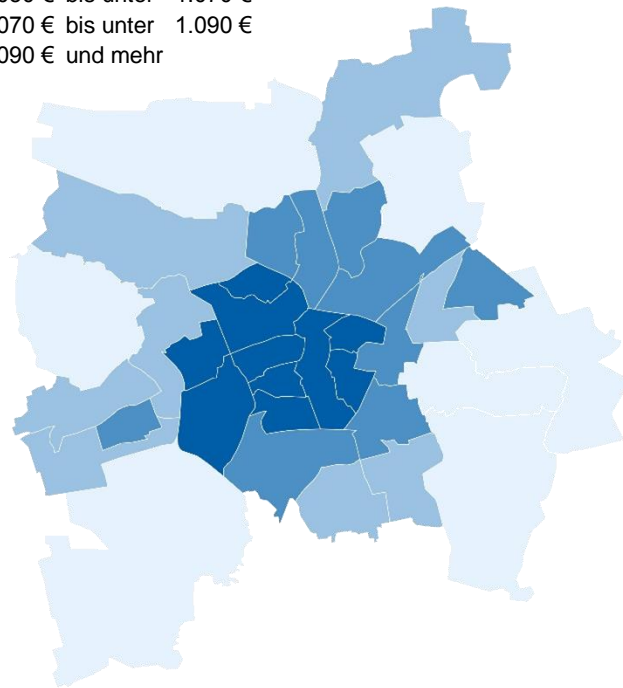 bis unter 1.070 €
070 € bis unter 1.090 €
090 € und mehr